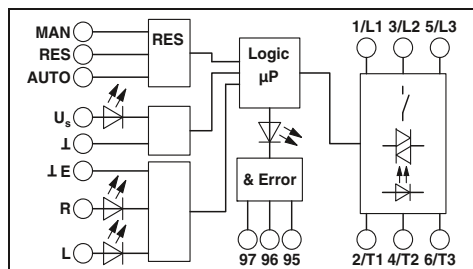 MAN
RES
AUTO
RES
Us
⊥
⊥ E
R
L
Logic
µP
& Error
97 96 95
1/L1 3/L2 5/L3
2/T1 4/T2 6/T3